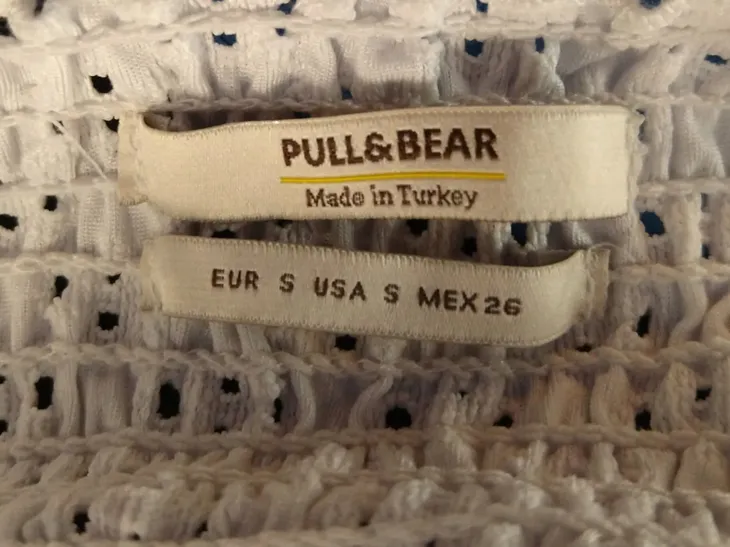 PULL&BEAR
Made in Turkey
EUR S USA S MEX 26